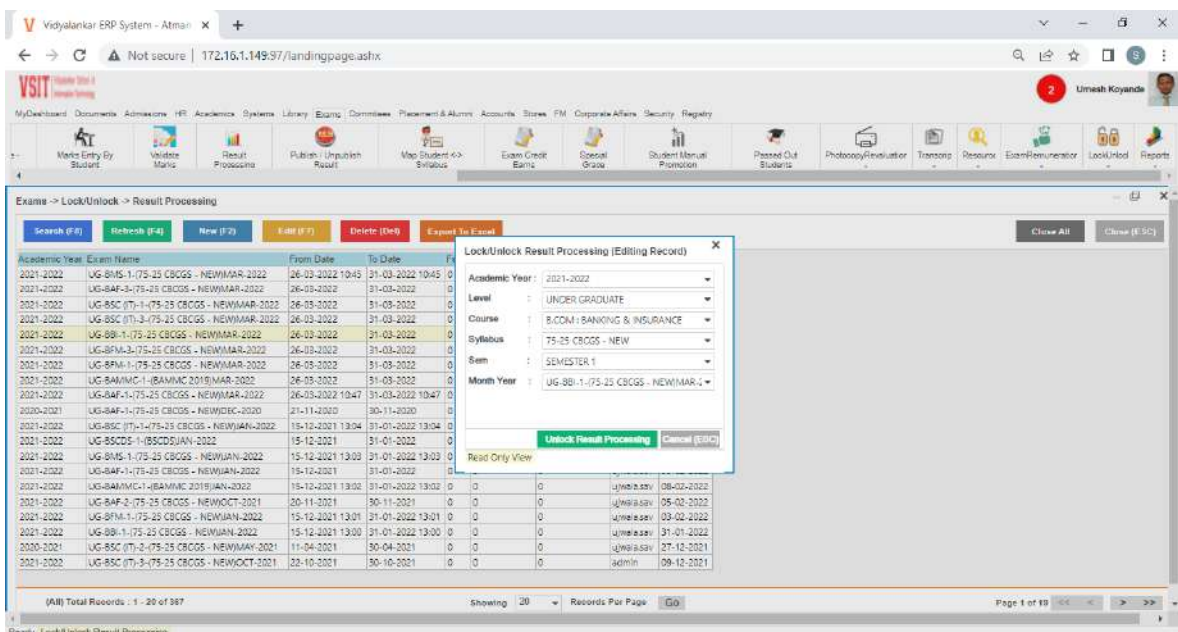 Vidyalankar ERP System - Atman
Not secure | 172.16.1.149:97/landingpage.ashx
VSIT
2 Umesh Koyande
MyDashboard Documents Admissions HR Academics Systems Library Exams Committees Placement & Alumni Accounts Stores FM Corporate Affairs Security Registry
Marks Entry By Student
Validate Marks
Result Processing
Publish / Unpublish Result
Map Student <-> Syllabus
Exam Credit Earns
Special Grace
Student Manual Promotion
Passed Out Students
PhotocopyRevaluation
Transcrip
Resource
ExamRemunerator
LockUnlock
Reports
Exams -> Lock/Unlock -> Result Processing
Search (F8) Refresh (F4) New (F2) Edit (F7) Delete (Del) Export To Excel Close All Close (ESC)
Academic Year Exam Name From Date To Date
2021-2022 UG-BMS-1-(75-25 CBCGS - NEW)MAR-2022 26-03-2022 10:45 31-03-2022 10:45 0
2021-2022 UG-BAF-3-(75-25 CBCGS - NEW)MAR-2022 26-03-2022 31-03-2022 0
2021-2022 UG-BSC (IT)-1-(75-25 CBCGS - NEW)MAR-2022 26-03-2022 31-03-2022 0
2021-2022 UG-BSC (IT)-3-(75-25 CBCGS - NEW)MAR-2022 26-03-2022 31-03-2022 0
2021-2022 UG-BBI-1-(75-25 CBCGS - NEW)MAR-2022 26-03-2022 31-03-2022 0
2021-2022 UG-BFM-3-(75-25 CBCGS - NEW)MAR-2022 26-03-2022 31-03-2022 0
2021-2022 UG-BFM-1-(75-25 CBCGS - NEW)MAR-2022 26-03-2022 31-03-2022 0
2021-2022 UG-BAMMC-1-(BAMMC 2019)MAR-2022 26-03-2022 31-03-2022 0
2021-2022 UG-BAF-1-(75-25 CBCGS - NEW)MAR-2022 26-03-2022 10:47 31-03-2022 10:47 0
2020-2021 UG-BAF-1-(75-25 CBCGS - NEW)DEC-2020 21-11-2020 30-11-2020 0
2021-2022 UG-BSC (IT)-1-(75-25 CBCGS - NEW)JAN-2022 15-12-2021 13:04 31-01-2022 13:04 0
2021-2022 UG-BSCDS-1-(BSCDS)JAN-2022 15-12-2021 31-01-2022 0
2021-2022 UG-BMS-1-(75-25 CBCGS - NEW)JAN-2022 15-12-2021 13:03 31-01-2022 13:03 0
2021-2022 UG-BAF-1-(75-25 CBCGS - NEW)JAN-2022 15-12-2021 31-01-2022 0
2021-2022 UG-BAMMC-1-(BAMMC 2019)JAN-2022 15-12-2021 13:02 31-01-2022 13:02 0 0 0 ujwala.sav 08-02-2022
2021-2022 UG-BAF-2-(75-25 CBCGS - NEW)OCT-2021 20-11-2021 30-11-2021 0 0 0 ujwala.sav 05-02-2022
2021-2022 UG-BFM-1-(75-25 CBCGS - NEW)JAN-2022 15-12-2021 13:01 31-01-2022 13:01 0 0 0 ujwala.sav 03-02-2022
2021-2022 UG-BBI-1-(75-25 CBCGS - NEW)JAN-2022 15-12-2021 13:00 31-01-2022 13:00 0 0 0 ujwala.sav 31-01-2022
2020-2021 UG-BSC (IT)-2-(75-25 CBCGS - NEW)MAY-2021 11-04-2021 30-04-2021 0 0 0 ujwala.sav 27-12-2021
2021-2022 UG-BSC (IT)-3-(75-25 CBCGS - NEW)OCT-2021 22-10-2021 30-10-2021 0 0 0 admin 09-12-2021
Lock/Unlock Result Processing (Editing Record)
Academic Year : 2021-2022
Level : UNDER GRADUATE
Course : B.COM : BANKING & INSURANCE
Syllabus : 75-25 CBCGS - NEW
Sem : SEMESTER 1
Month Year : UG-BBI-1-(75-25 CBCGS - NEW)MAR-2
Unlock Result Processing Cancel (ESC)
Read Only View
(All) Total Records : 1 - 20 of 367 Showing 20 Records Per Page Go Page 1 of 19 << < > >>